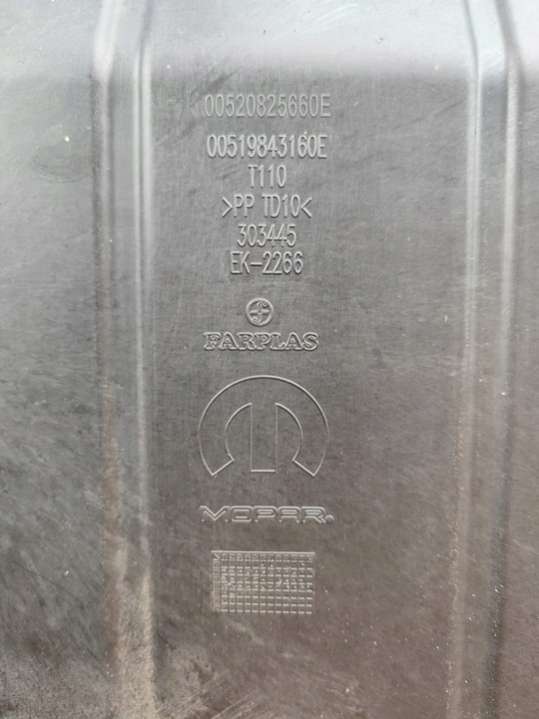 00520825660E
00519843160E
T110
>PP TD10<
303445
EK-2266
FARPLAS
MOPAR®